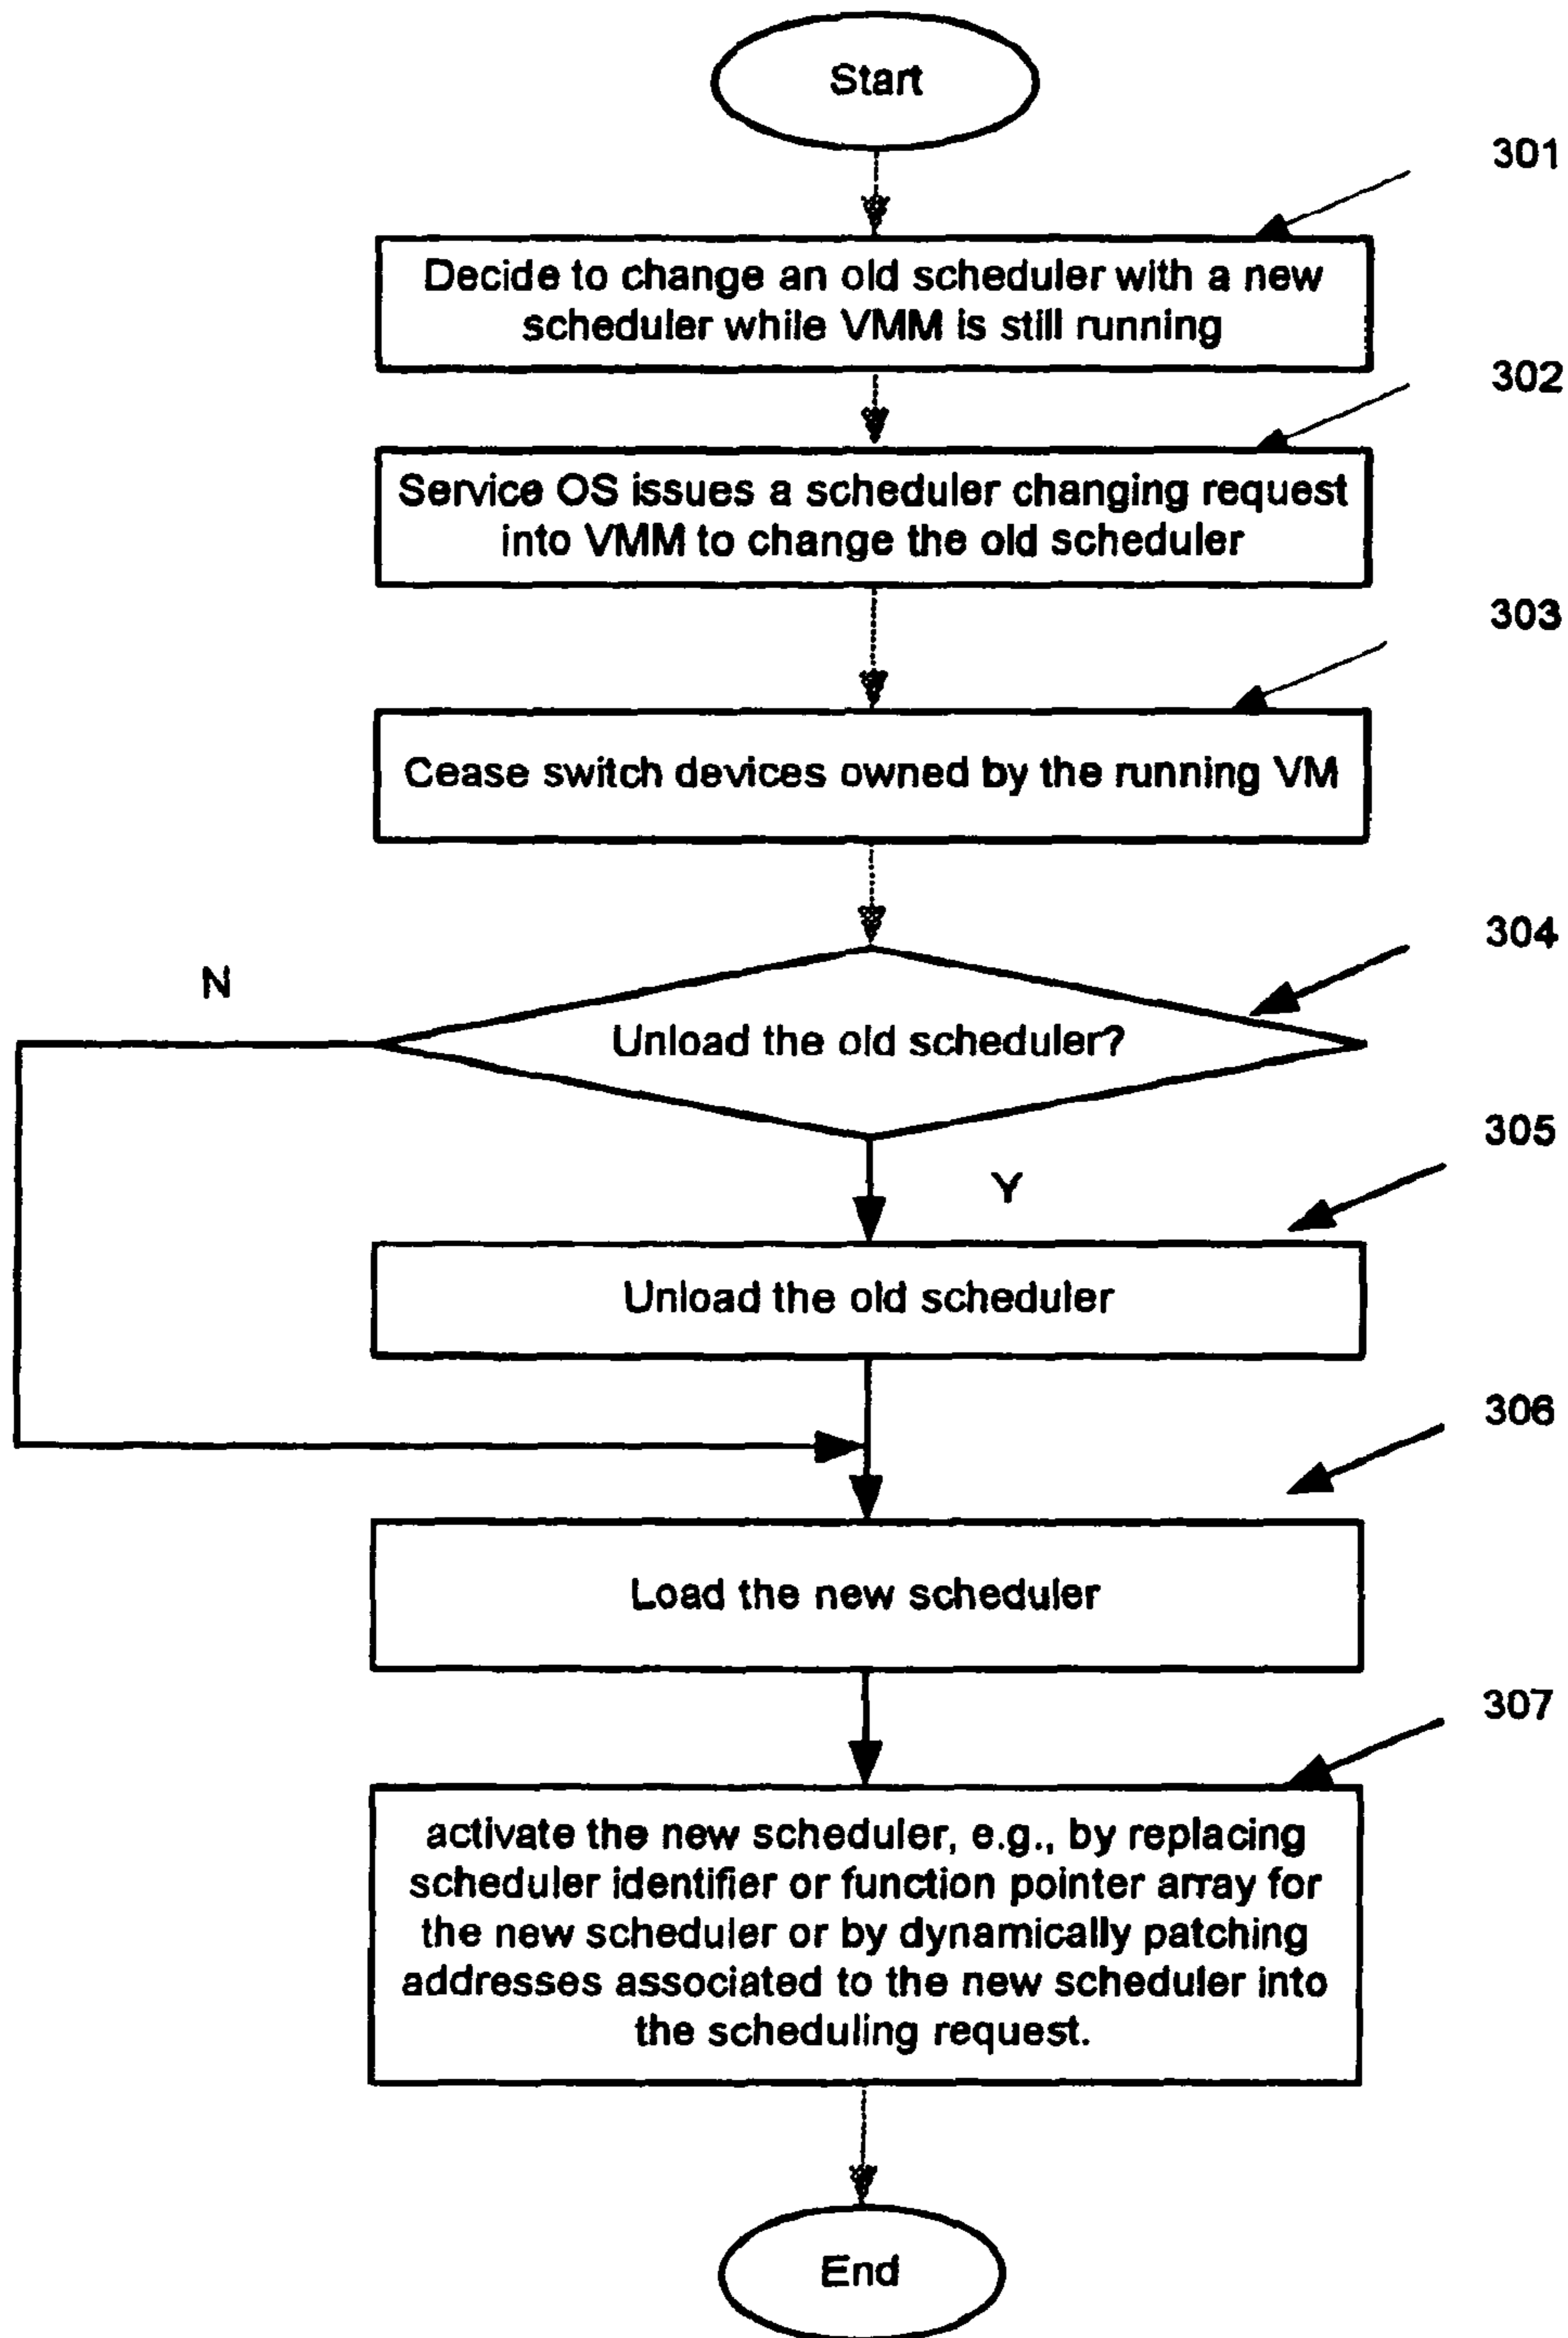 Start
301
Decide to change an old scheduler with a new
scheduler while VMM is still running
302
Service OS issues a scheduler changing request
into VMM to change the old scheduler
303
Cease switch devices owned by the running VM
304
N
Unload the old scheduler?
305
Y
Unload the old scheduler
306
Load the new scheduler
307
activate the new scheduler, e.g., by replacing
scheduler identifier or function pointer array for
the new scheduler or by dynamically patching
addresses associated to the new scheduler into
the scheduling request.
End